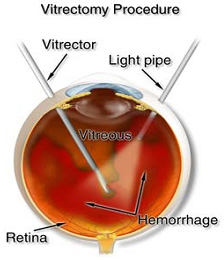 Vitrectomy Procedure
Vitrector
Light pipe
Vitreous
Hemorrhage
Retina